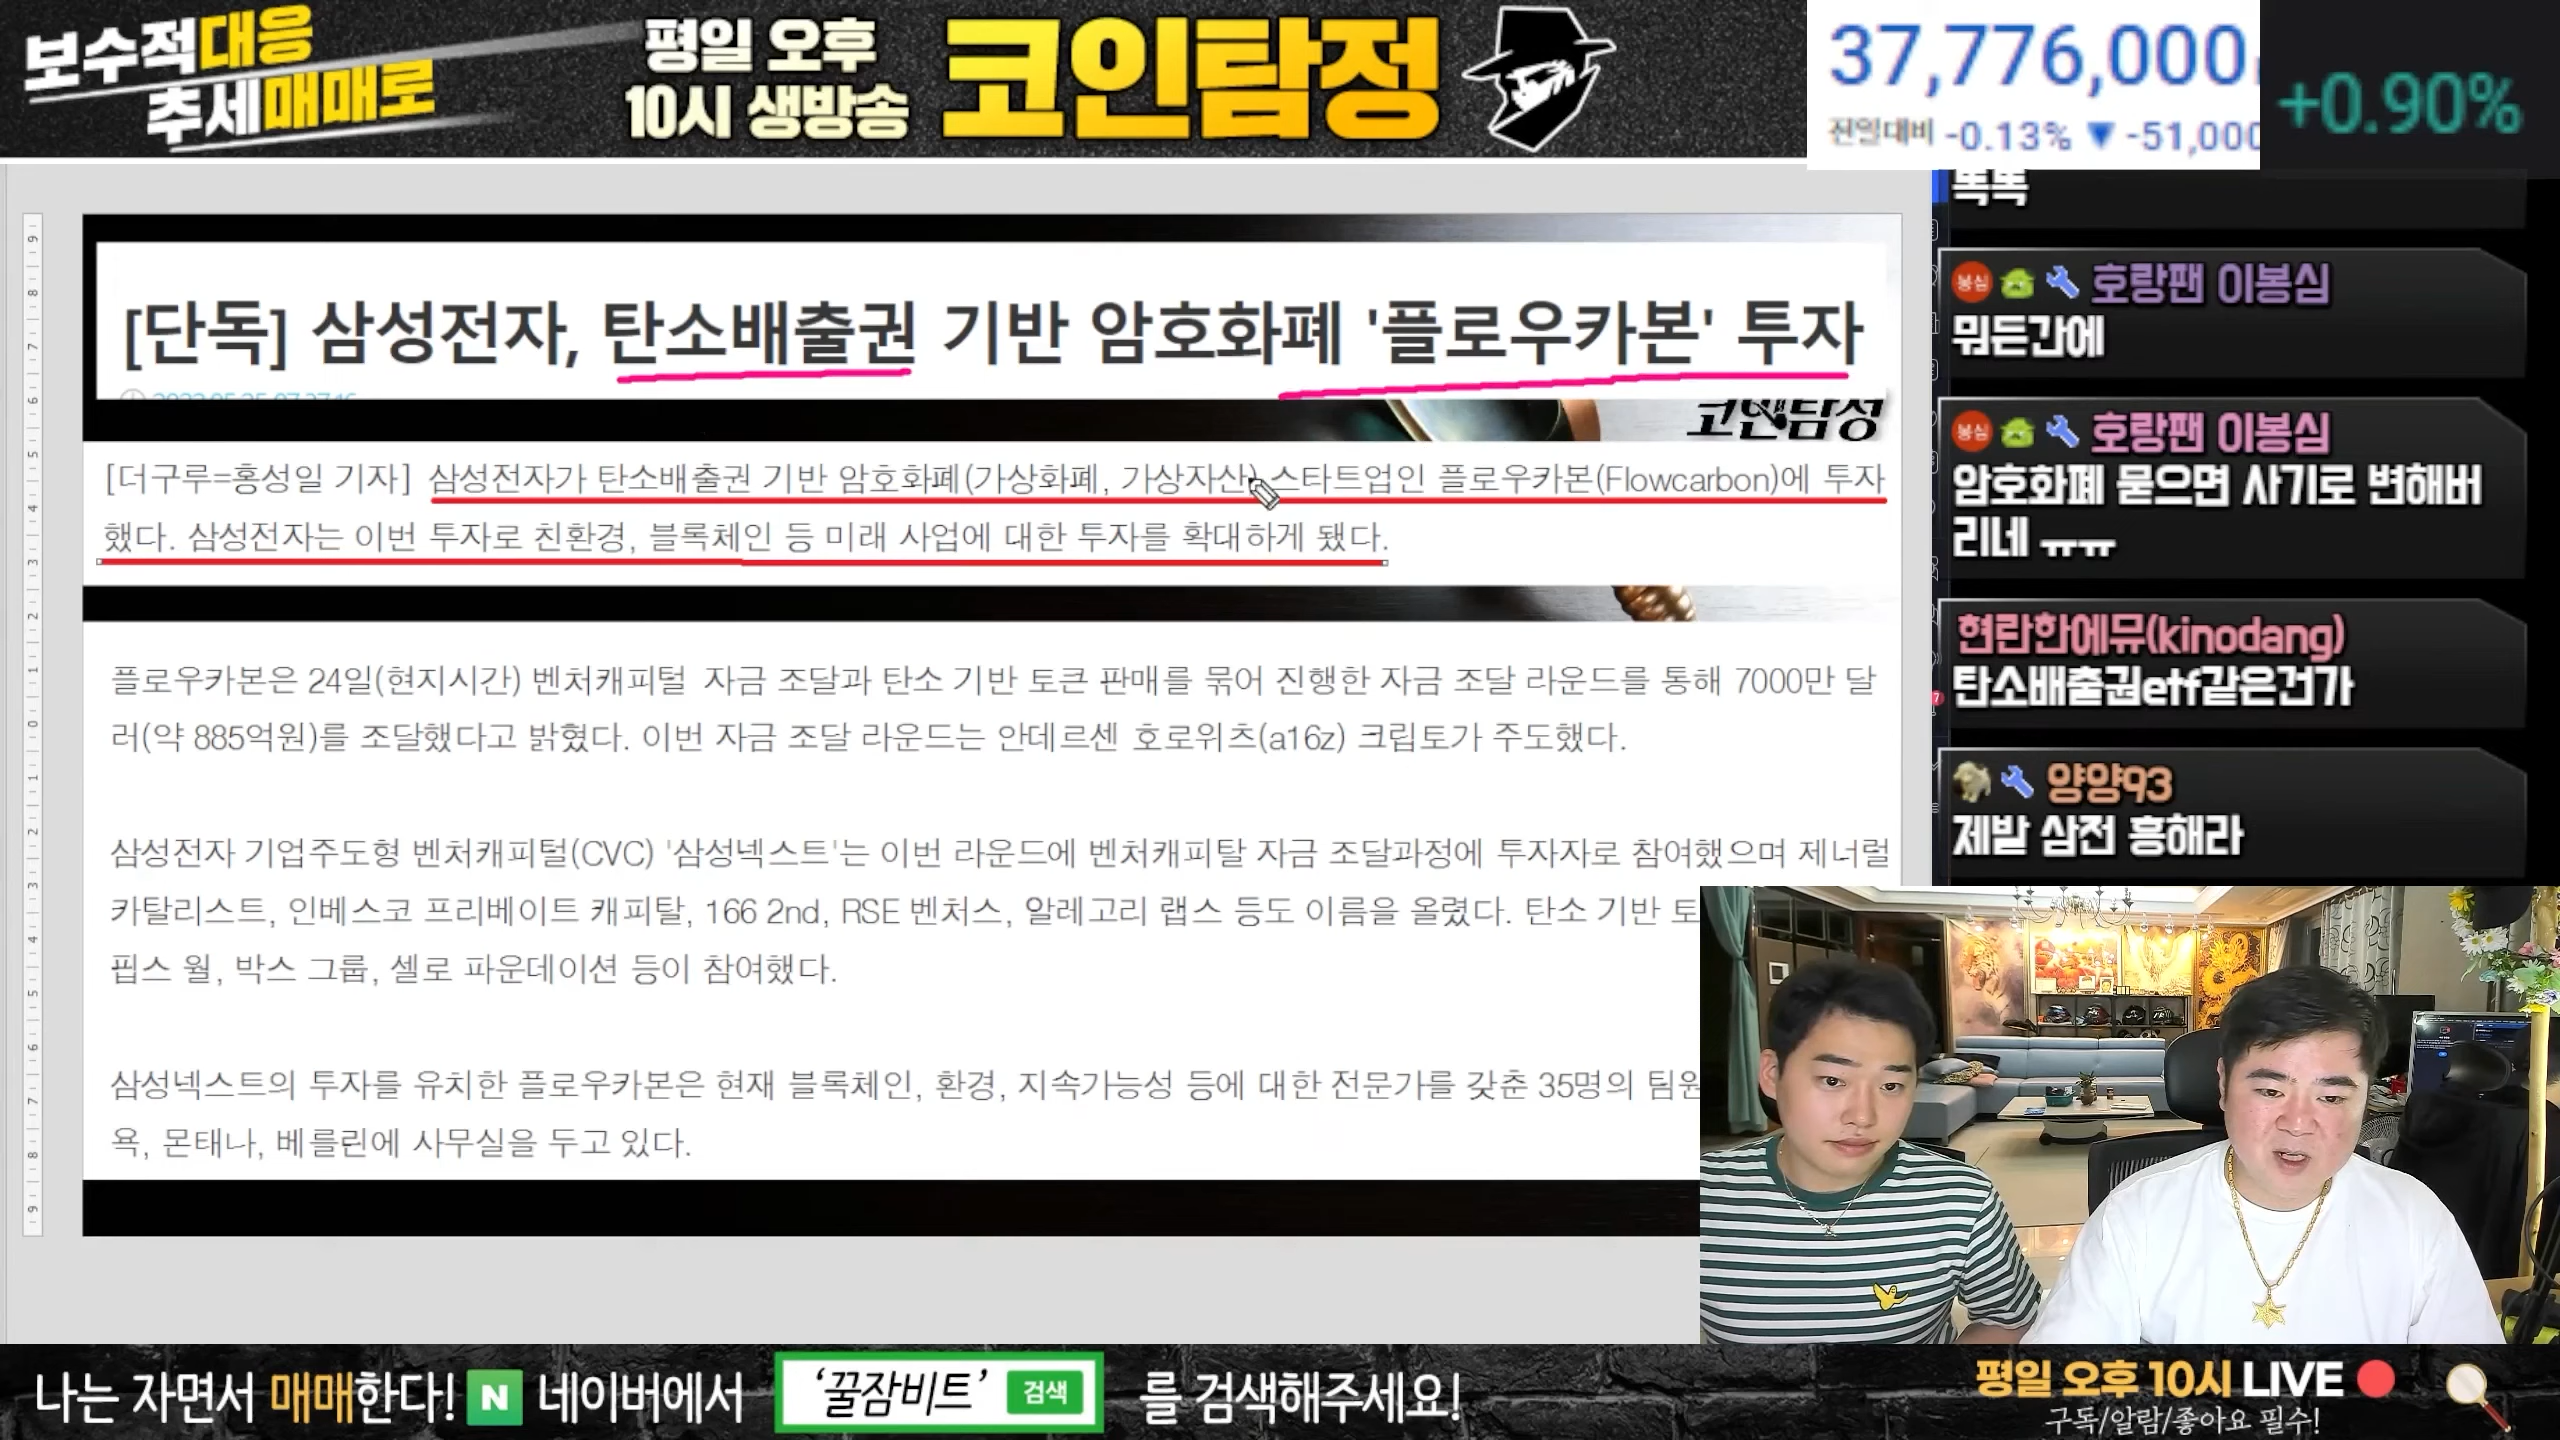 보수적대응
추세매매로
평일 오후
10시 생방송
코인탐정
37,776,000
전일대비 -0.13% ▼ -51,000
+0.90%
똑똑
호랑팬 이봉심
뭐든간에
호랑팬 이봉심
암호화폐 묻으면 사기로 변해버
리네 ㅠㅠ
현란한에뮤(kinodang)
탄소배출권etf같은건가
양양93
제발 삼전 흥해라
[단독] 삼성전자, 탄소배출권 기반 암호화폐 '플로우카본' 투자
코인탐정
[더구루=홍성일 기자] 삼성전자가 탄소배출권 기반 암호화폐(가상화폐, 가상자산) 스타트업인 플로우카본(Flowcarbon)에 투자
했다. 삼성전자는 이번 투자로 친환경, 블록체인 등 미래 사업에 대한 투자를 확대하게 됐다.
플로우카본은 24일(현지시간) 벤처캐피털 자금 조달과 탄소 기반 토큰 판매를 묶어 진행한 자금 조달 라운드를 통해 7000만 달
러(약 885억원)를 조달했다고 밝혔다. 이번 자금 조달 라운드는 안데르센 호로위츠(a16z) 크립토가 주도했다.
삼성전자 기업주도형 벤처캐피털(CVC) '삼성넥스트'는 이번 라운드에 벤처캐피탈 자금 조달과정에 투자자로 참여했으며 제너럴
카탈리스트, 인베스코 프리베이트 캐피탈, 166 2nd, RSE 벤처스, 알레고리 랩스 등도 이름을 올렸다. 탄소 기반 토
핍스 월, 박스 그룹, 셀로 파운데이션 등이 참여했다.
삼성넥스트의 투자를 유치한 플로우카본은 현재 블록체인, 환경, 지속가능성 등에 대한 전문가를 갖춘 35명의 팀원
욕, 몬태나, 베를린에 사무실을 두고 있다.
나는 자면서 매매한다! N 네이버에서 '꿀잠비트' 검색 를 검색해주세요!
평일 오후 10시 LIVE
구독/알람/좋아요 필수!